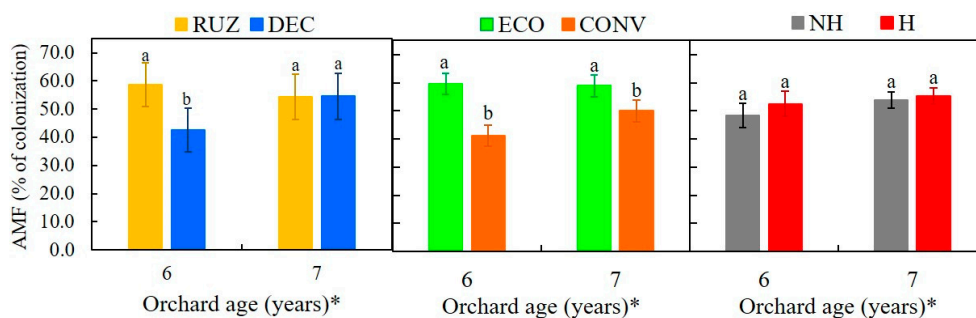 RUZ DEC
ECO CONV
NH H
AMF (% of colonization)
70.0
60.0
50.0
40.0
30.0
20.0
10.0
0.0
a b a a
a b a b
a a a a
6 7
6 7
6 7
Orchard age (years)*
Orchard age (years)*
Orchard age (years)*